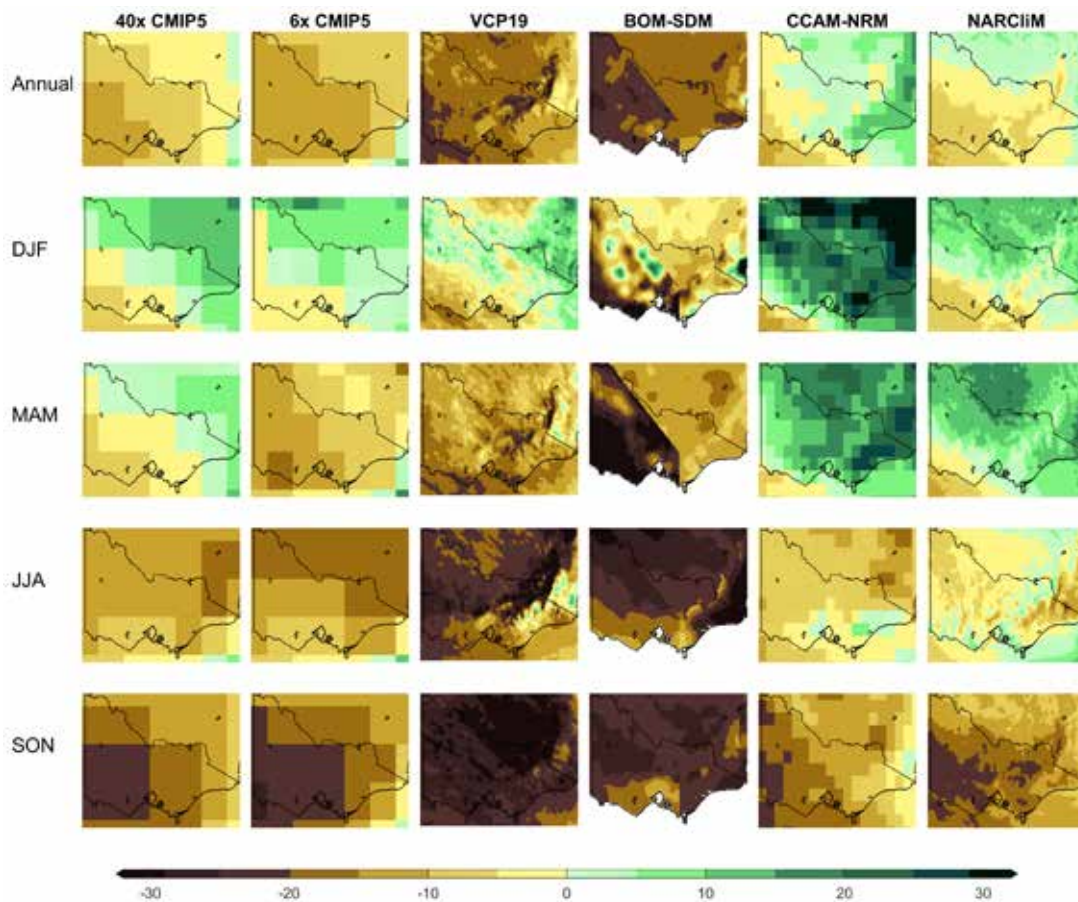 40x CMIP5 6x CMIP5 VCP19 BOM-SDM CCAM-NRM NARCliM
Annual
DJF
MAM
JJA
SON
-30 -20 -10 0 10 20 30